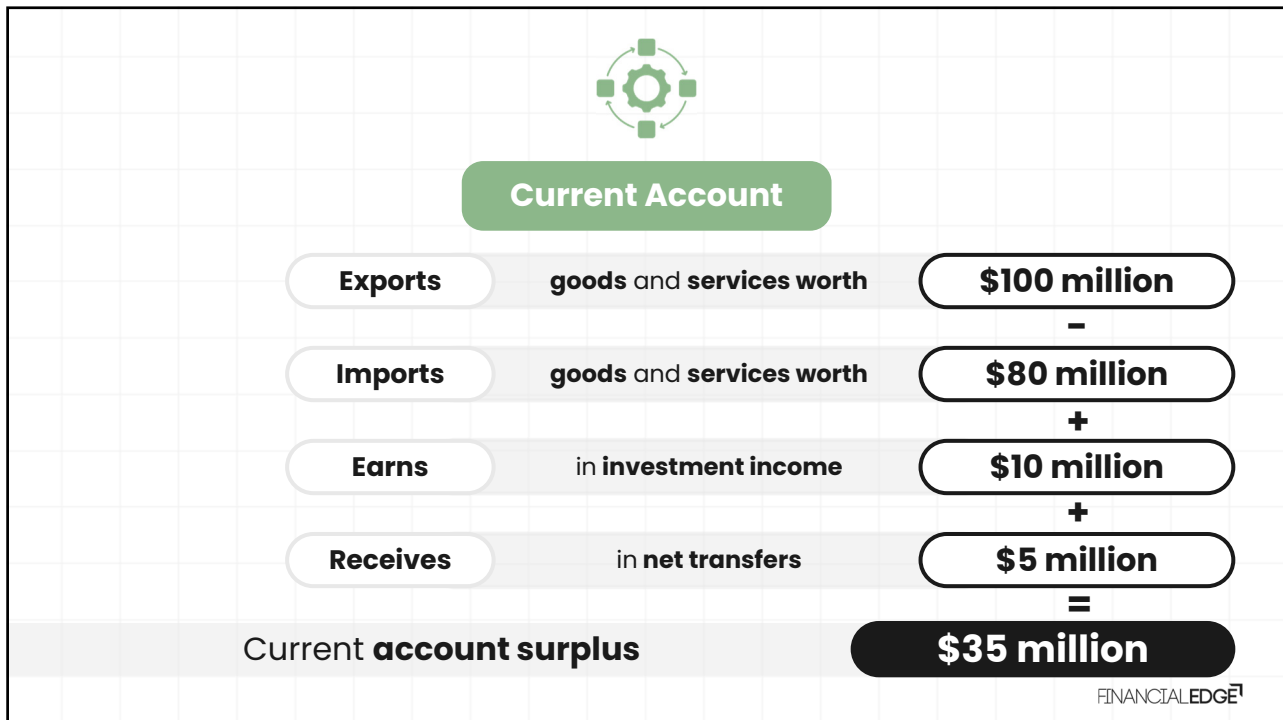 Current Account
Exports goods and services worth $100 million
-
Imports goods and services worth $80 million
+
Earns in investment income $10 million
+
Receives in net transfers $5 million
=
Current account surplus $35 million
FINANCIALEDGE